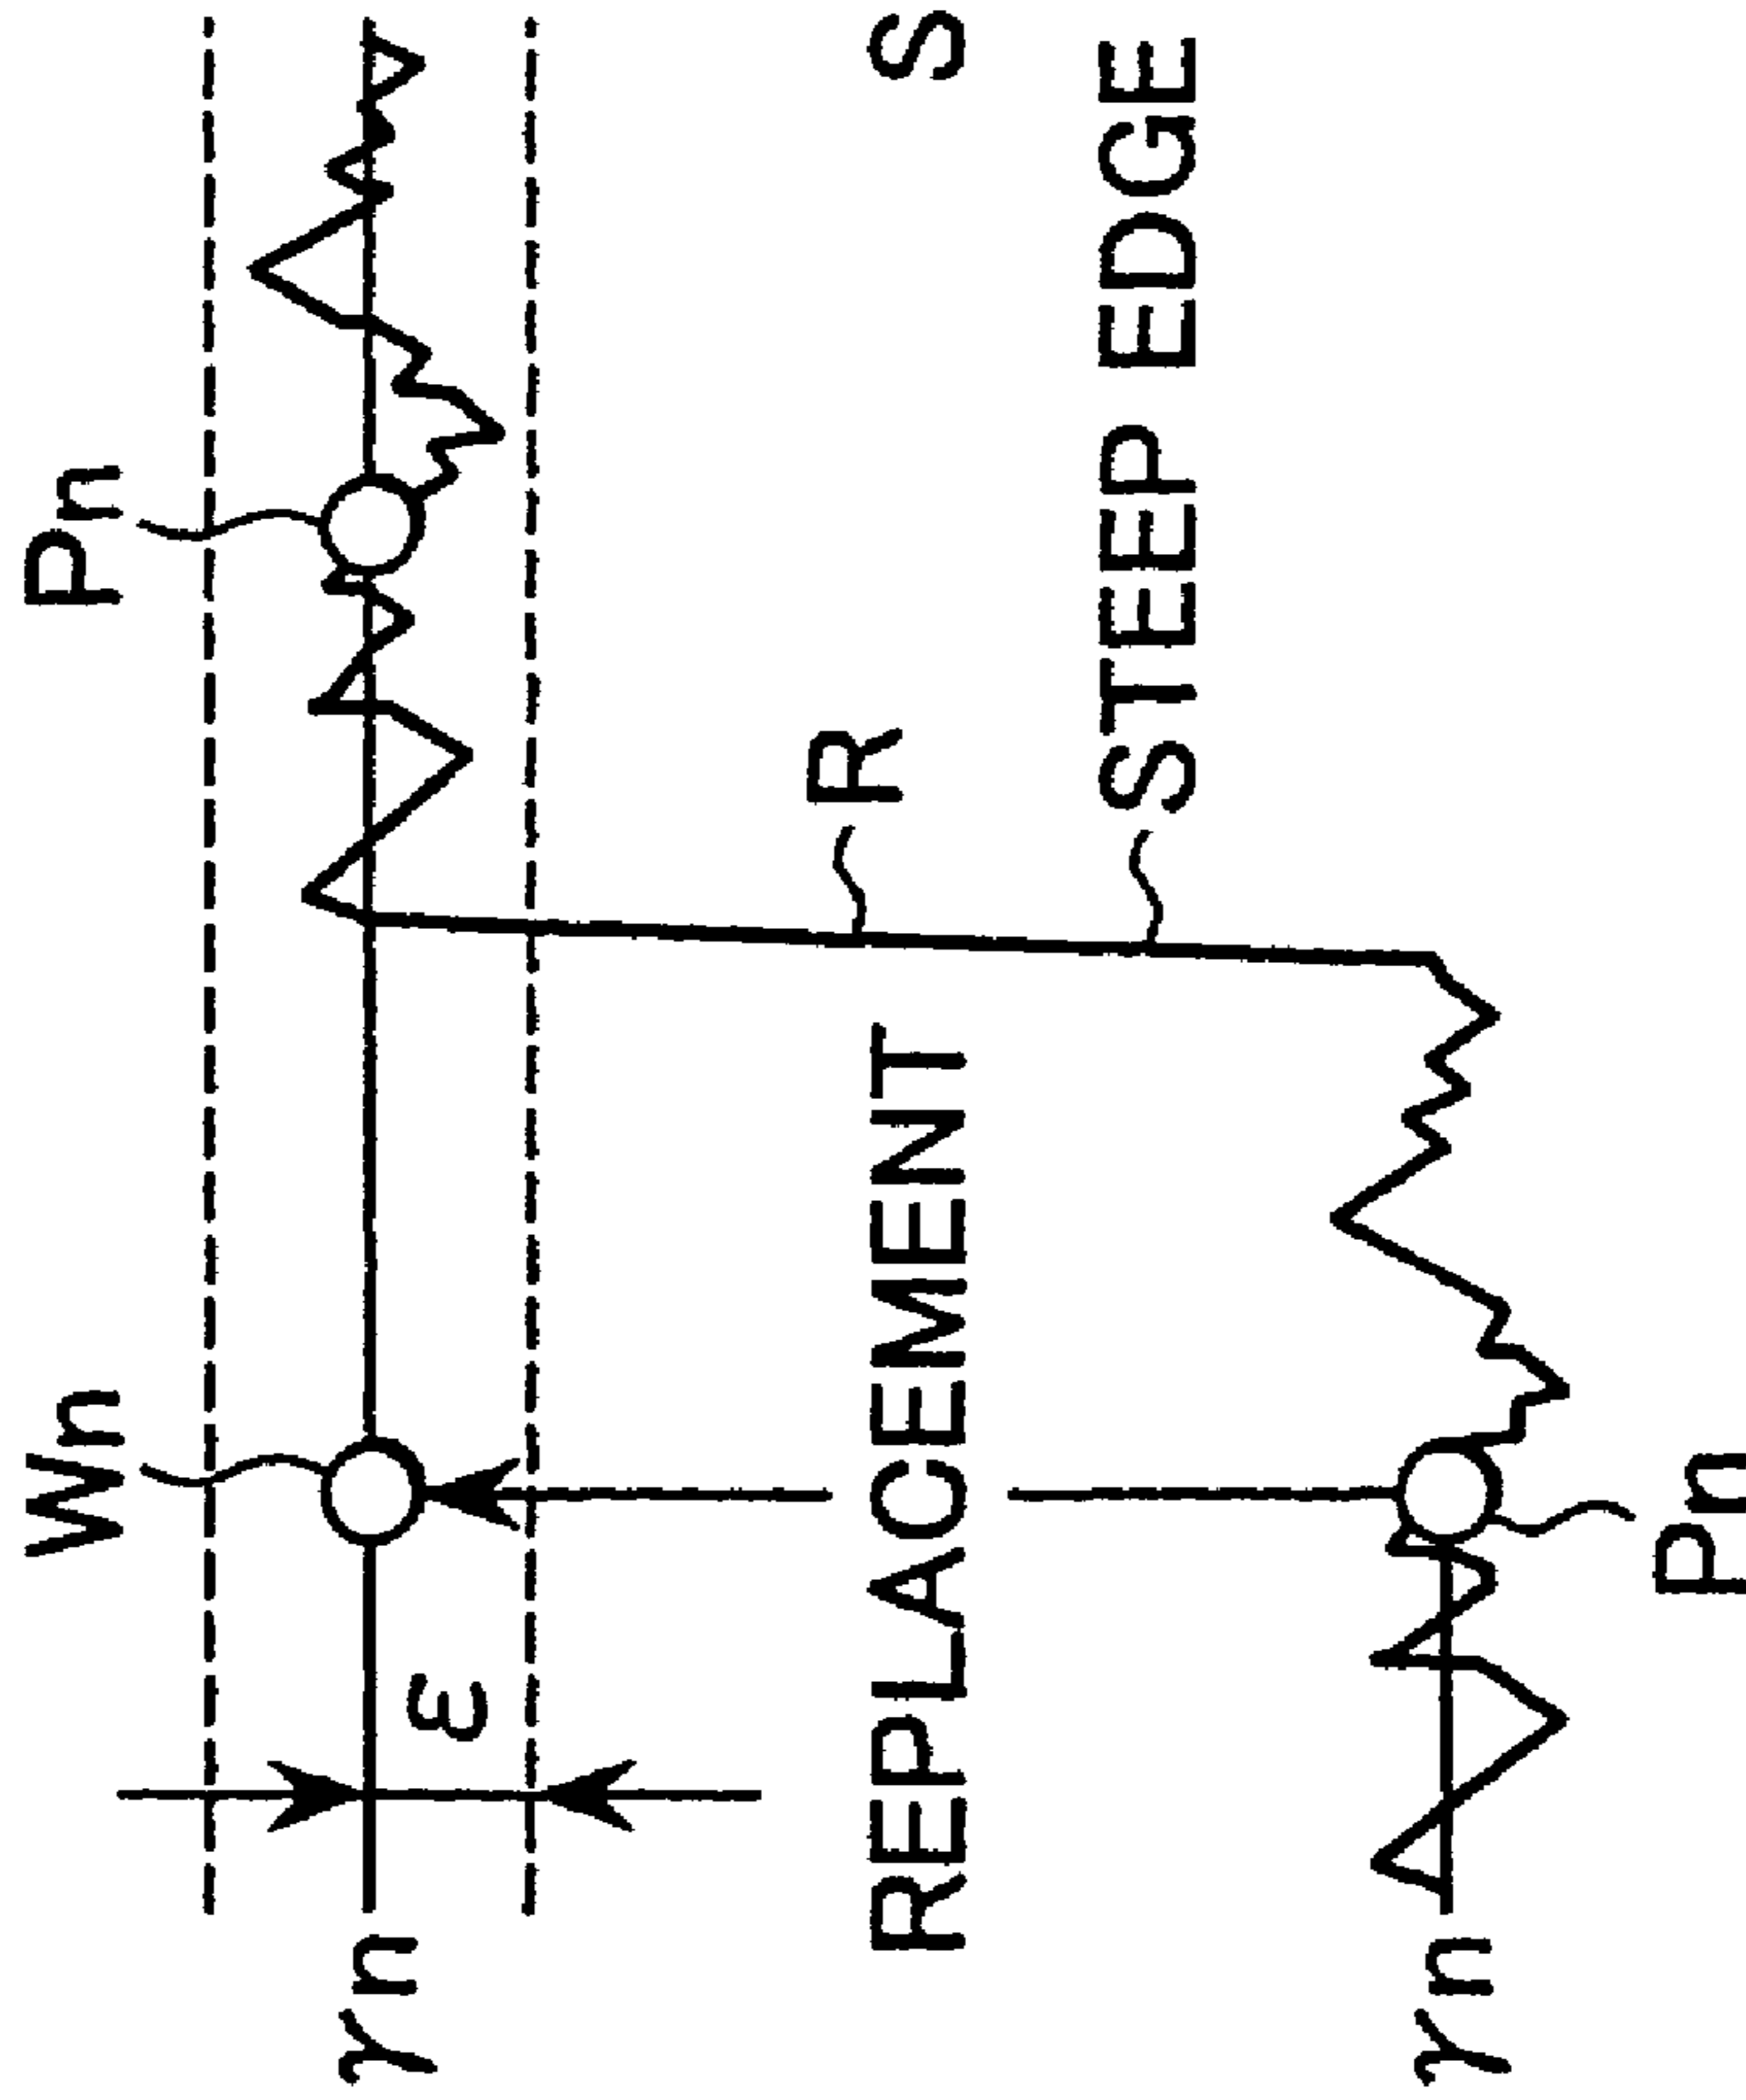 Wn
Pn
γn
ε
R
REPLACEMENT
S
STEEP EDGE
γn
Pn